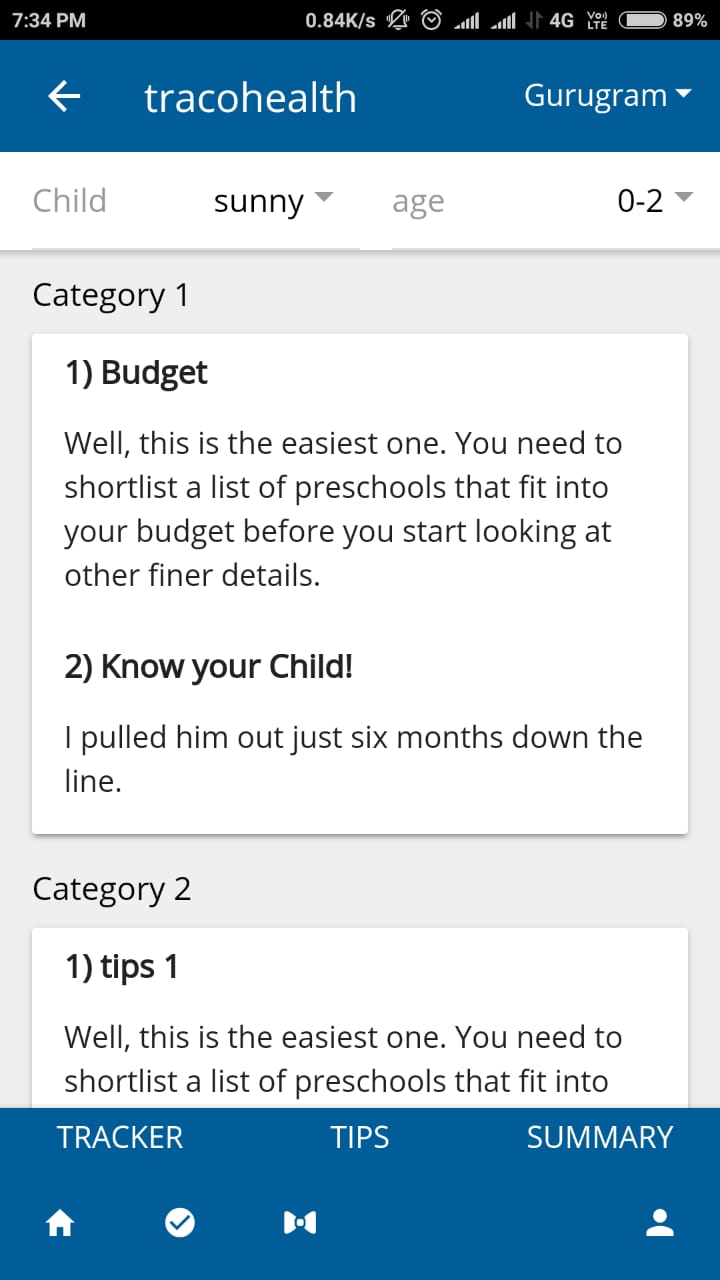 7:34 PM 0.84K/s 4G VoLTE 89%
tracohealth Gurugram
Child sunny age 0-2
Category 1
1) Budget
Well, this is the easiest one. You need to
shortlist a list of preschools that fit into
your budget before you start looking at
other finer details.
2) Know your Child!
I pulled him out just six months down the
line.
Category 2
1) tips 1
Well, this is the easiest one. You need to
shortlist a list of preschools that fit into
TRACKER TIPS SUMMARY